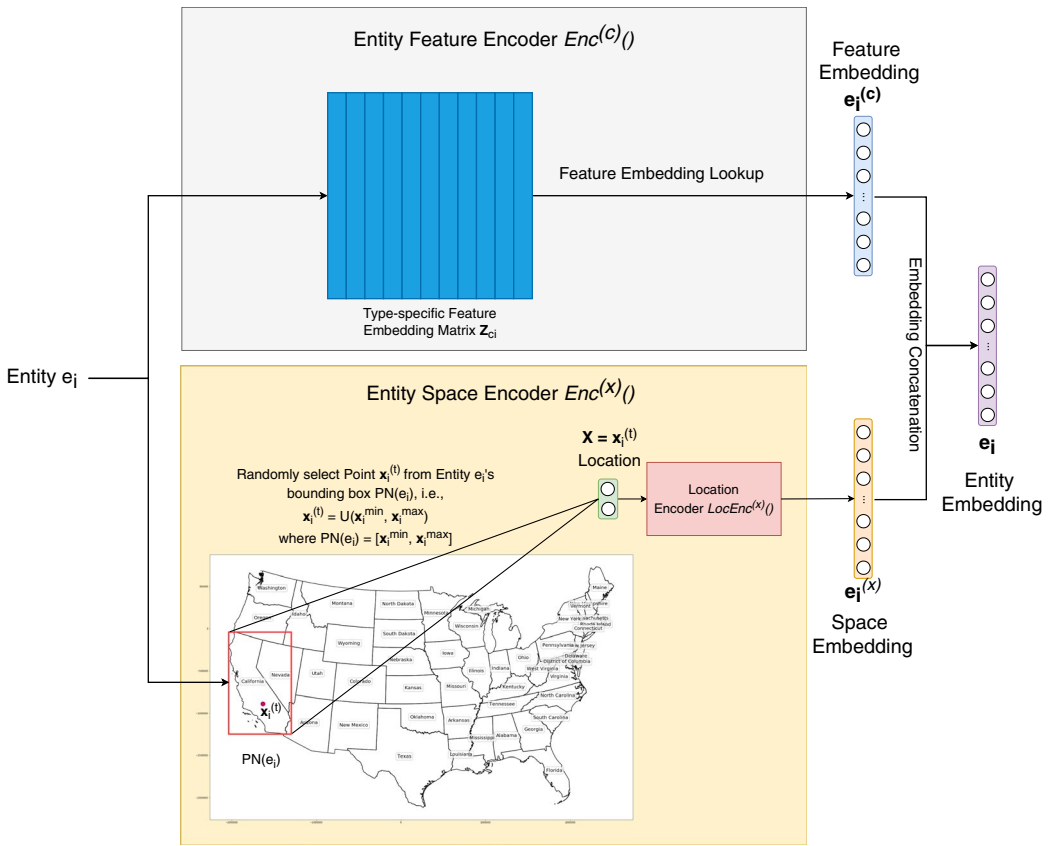 Entity Feature Encoder Enc(c)()
Feature
Embedding
ei(c)
Feature Embedding Lookup
...
Type-specific Feature
Embedding Matrix Zci
Embedding Concatenation
...
ei
Entity
Embedding
Entity ei
Entity Space Encoder Enc(x)()
X = xi(t)
Location
Randomly select Point xi(t) from Entity ei's
bounding box PN(ei), i.e.,
xi(t) = U(ximin, ximax)
where PN(ei) = [ximin, ximax]
Location
Encoder LocEnc(x)()
...
ei(x)
Space
Embedding
Washington
Montana
North Dakota
Minnesota
Michigan
Maine
Vermont
New York
Oregon
Idaho
South Dakota
Wisconsin
Rhode Island
Connecticut
Wyoming
Iowa
Pennsylvania
New Jersey
Nebraska
Ohio
Delaware
District of Columbia
California
Nevada
Utah
Colorado
Kansas
Illinois
Indiana
West Virginia
Virginia
Missouri
Kentucky
North Carolina
Tennessee
xi(t)
Arizona
New Mexico
Oklahoma
Arkansas
South Carolina
Georgia
Mississippi
Alabama
Texas
Louisiana
Florida
PN(ei)